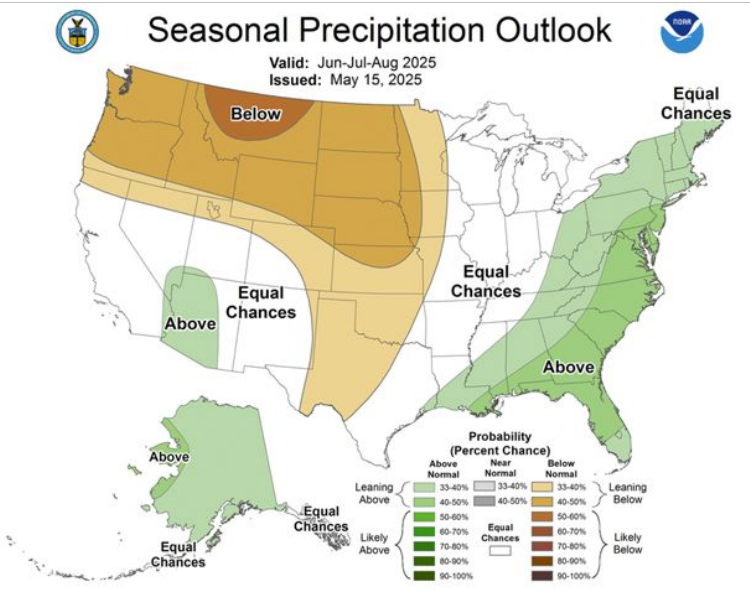 Seasonal Precipitation Outlook
NOAA
Valid: Jun-Jul-Aug 2025
Issued: May 15, 2025
Below
Equal
Chances
Equal
Chances
Equal
Chances
Above
Above
Above
Equal
Chances
Equal
Chances
Probability
(Percent Chance)
Above
Normal
Near
Normal
Below
Normal
Leaning
Above
33-40%
40-50%
33-40%
40-50%
33-40%
40-50%
Leaning
Below
Likely
Above
50-60%
60-70%
70-80%
80-90%
90-100%
Equal
Chances
50-60%
60-70%
70-80%
80-90%
90-100%
Likely
Below